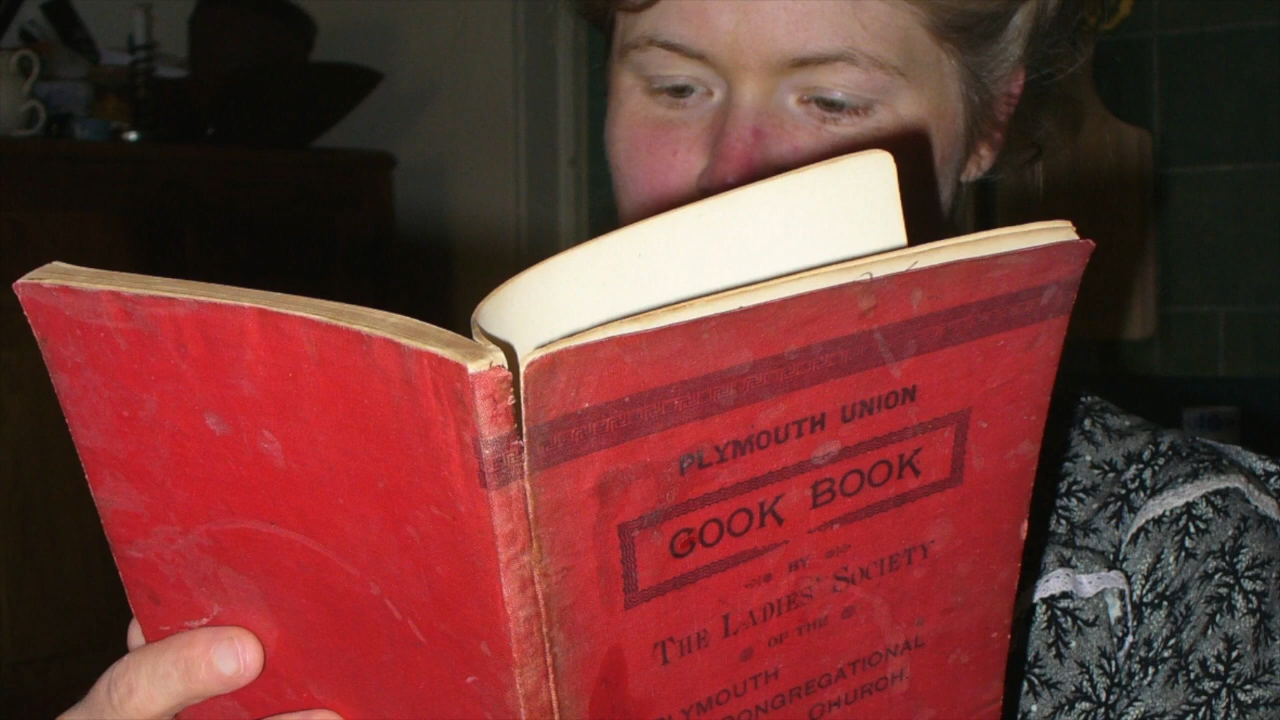 PLYMOUTH UNION
COOK BOOK
BY
THE LADIES' SOCIETY
OF THE
PLYMOUTH
CONGREGATIONAL
CHURCH.